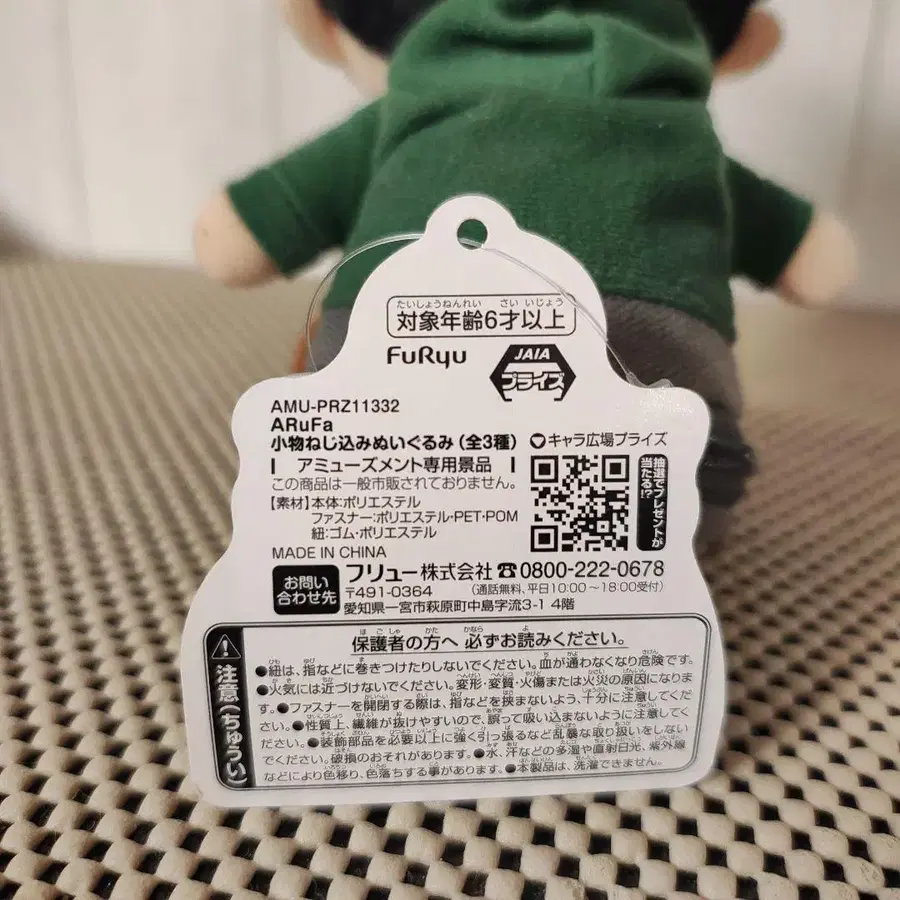 たいしょうねんれい さい いじょう
対象年齢6才以上
FuRyu
JAIA
プライズ
AMU-PRZ11332
ARuFa
小物ねじ込みぬいぐるみ(全3種)
アミューズメント専用景品
この商品は一般市販されておりません。
【素材】本体:ポリエステル
ファスナー:ポリエステル・PET・POM
紐:ゴム・ポリエステル
MADE IN CHINA
キャラ広場プライズ
抽選でプレゼントが
当たる!?
お問い
合わせ先
フリュー株式会社☎0800-222-0678
〒491-0364
(通話無料、平日10:00~18:00受付)
愛知県一宮市萩原町中島字流3-1 4階
注意(ちゅうい)
保護者の方へ 必ずお読みください。
●紐は、指などに巻きつけたりしないでください。血が通わなくなり危険です。
●火気には近づけないでください。変形・変質・火傷または火災の原因になりま
す。●ファスナーを開閉する際は、指などを挟まないよう、十分に注意してくだ
さい。●性質上、繊維が抜けやすいので、誤って吸い込まないように注意してく
ださい。●装飾部品を必要以上に強く引っ張るなど乱暴な取り扱いをしない
でください。破損のおそれがあります。●水、汗などの多湿や直射日光、紫外線
などにより色移り、色落ちする事があります。●本製品は、洗濯できません。